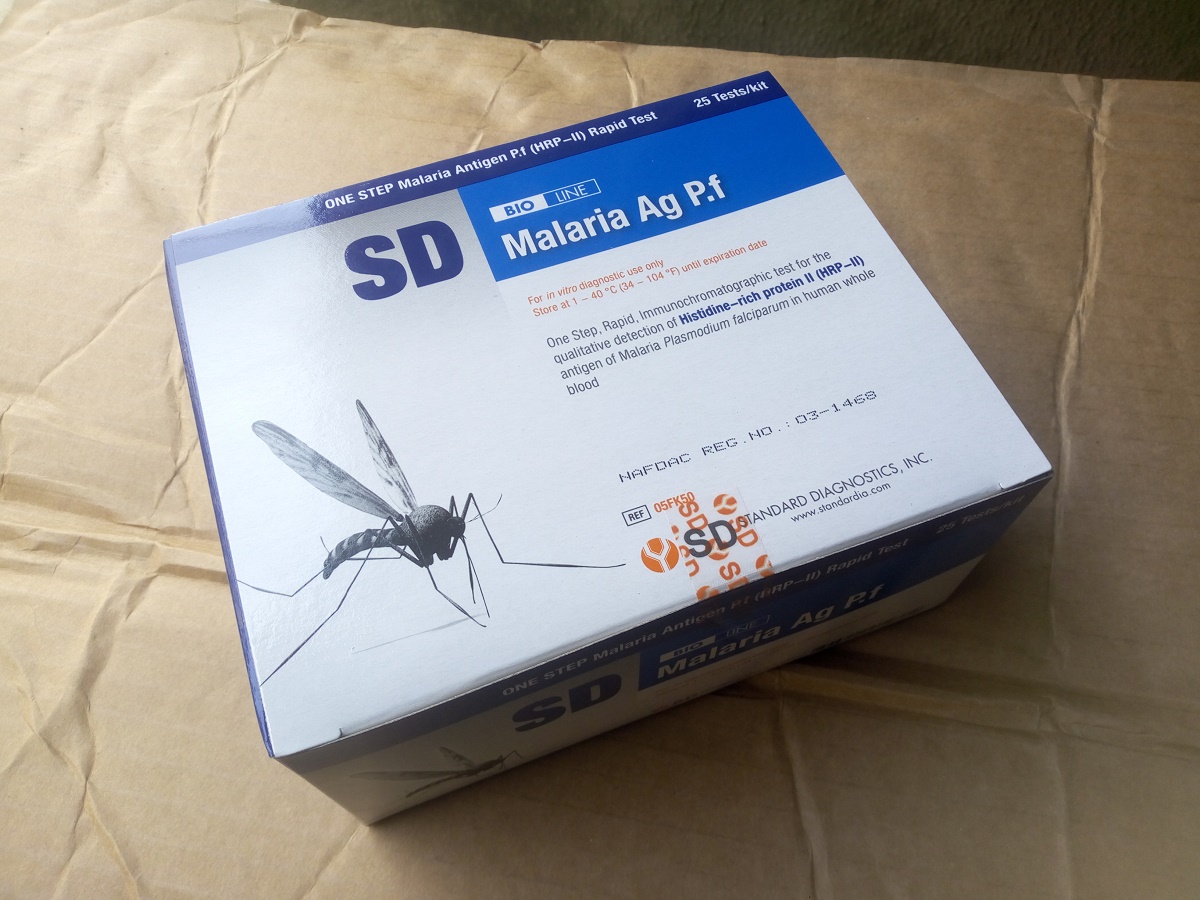 ONE STEP Malaria Antigen P.f (HRP-II) Rapid Test
25 Tests/kit
SD
BIO LINE
Malaria Ag P.f
For in vitro diagnostic use only
Store at 1 - 40 °C (34 - 104 °F) until expiration date
One Step, Rapid, Immunochromatographic test for the
qualitative detection of Histidine-rich protein II (HRP-II)
antigen of Malaria Plasmodium falciparum in human whole
blood
NAFDAC REG.NO.: 03-1468
REF 05FK50
SD STANDARD DIAGNOSTICS, INC.
www.standardia.com
SD
SD
SD
ONE STEP Malaria Antigen P.f (HRP-II) Rapid Test
25 Tests/kit
SD
BIO LINE
Malaria Ag P.f